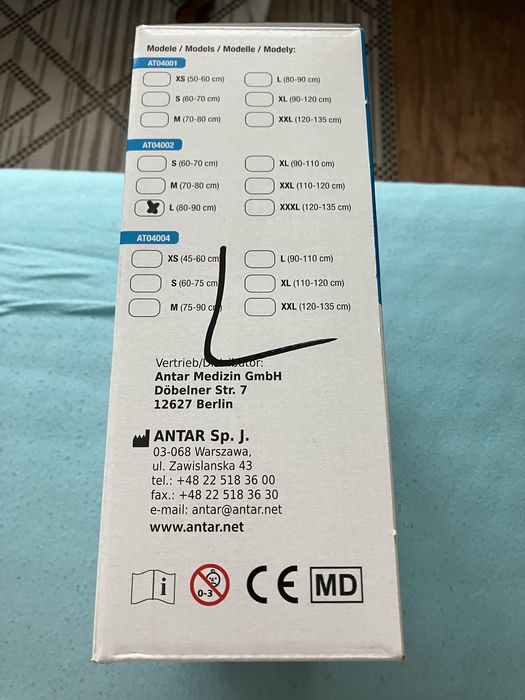 Modele / Models / Modelle / Modely:
AT04001
XS (50-60 cm) L (80-90 cm)
S (60-70 cm) XL (90-120 cm)
M (70-80 cm) XXL (120-135 cm)
AT04002
S (60-70 cm) XL (90-110 cm)
M (70-80 cm) XXL (110-120 cm)
L (80-90 cm) XXXL (120-135 cm)
AT04004
XS (45-60 cm) L (90-110 cm)
S (60-75 cm) XL (110-120 cm)
M (75-90 cm) XXL (120-135 cm)
L
Vertrieb/Distributor:
Antar Medizin GmbH
Döbelner Str. 7
12627 Berlin
ANTAR Sp. J.
03-068 Warszawa,
ul. Zawislanska 43
tel.: +48 22 518 36 00
fax.: +48 22 518 36 30
e-mail: antar@antar.net
www.antar.net
i 0-3 CE MD